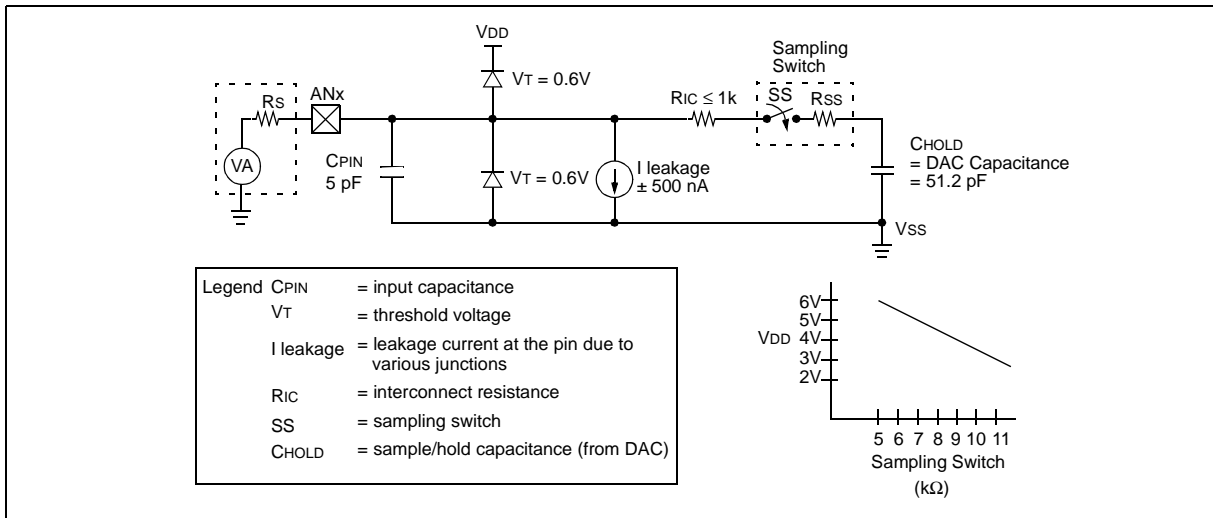 VDD
Sampling
Switch
VT = 0.6V
ANx
RS
RIC ≤ 1k
SS
RSS
VA
CPIN
5 pF
VT = 0.6V
I leakage
± 500 nA
CHOLD
= DAC Capacitance
= 51.2 pF
VSS
Legend CPIN = input capacitance
VT = threshold voltage
I leakage = leakage current at the pin due to
various junctions
RIC = interconnect resistance
SS = sampling switch
CHOLD = sample/hold capacitance (from DAC)
6V
5V
VDD 4V
3V
2V
5 6 7 8 9 10 11
Sampling Switch
(kΩ)